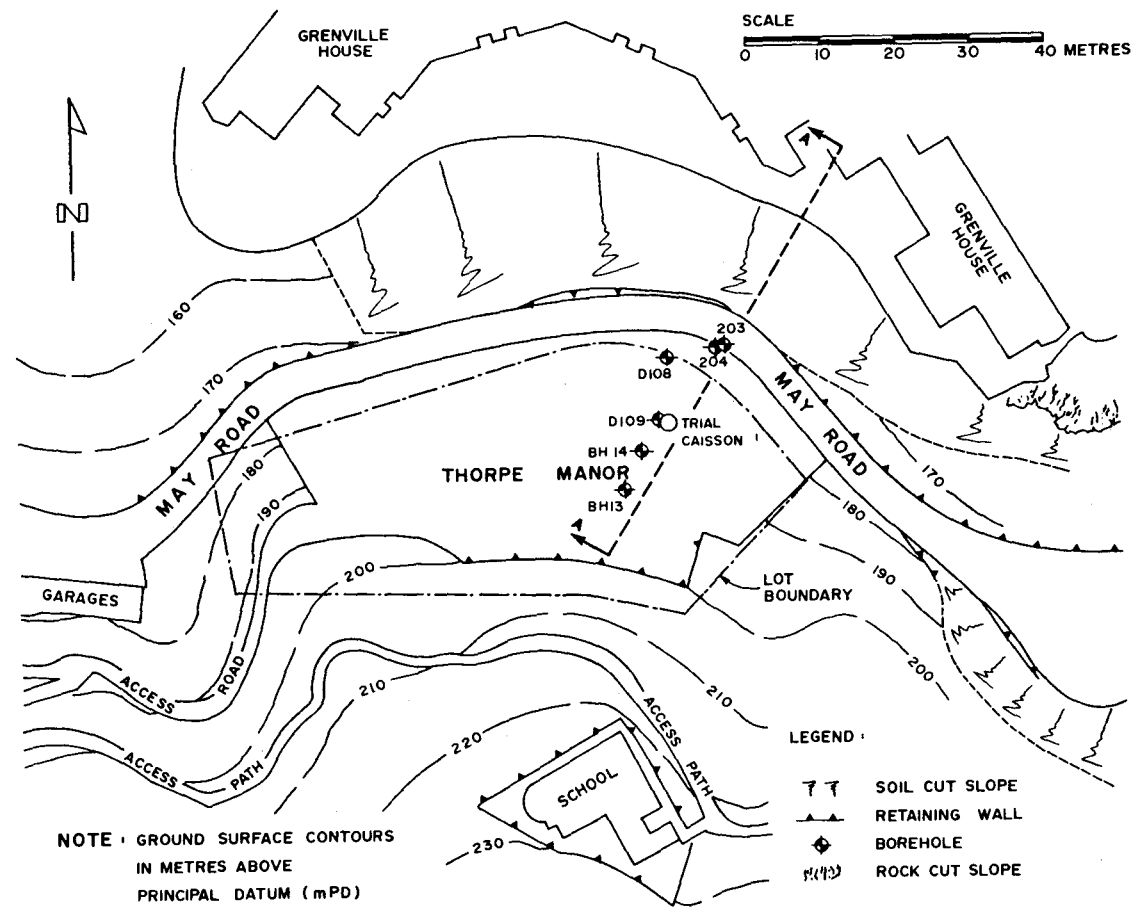 GRENVILLE
HOUSE
SCALE
0 10 20 30 40 METRES
N
A
GRENVILLE
HOUSE
160
203
204
D108
170
MAY ROAD
MAY ROAD
D109
TRIAL
CAISSON
BH 14
THORPE MANOR
BH13
A
180
190
170
180
190
200
LOT
BOUNDARY
GARAGES
ACCESS ROAD
200
210
210
ACCESS PATH
ACCESS PATH
220
SCHOOL
230
LEGEND :
SOIL CUT SLOPE
RETAINING WALL
BOREHOLE
ROCK CUT SLOPE
NOTE : GROUND SURFACE CONTOURS
IN METRES ABOVE
PRINCIPAL DATUM (mPD)